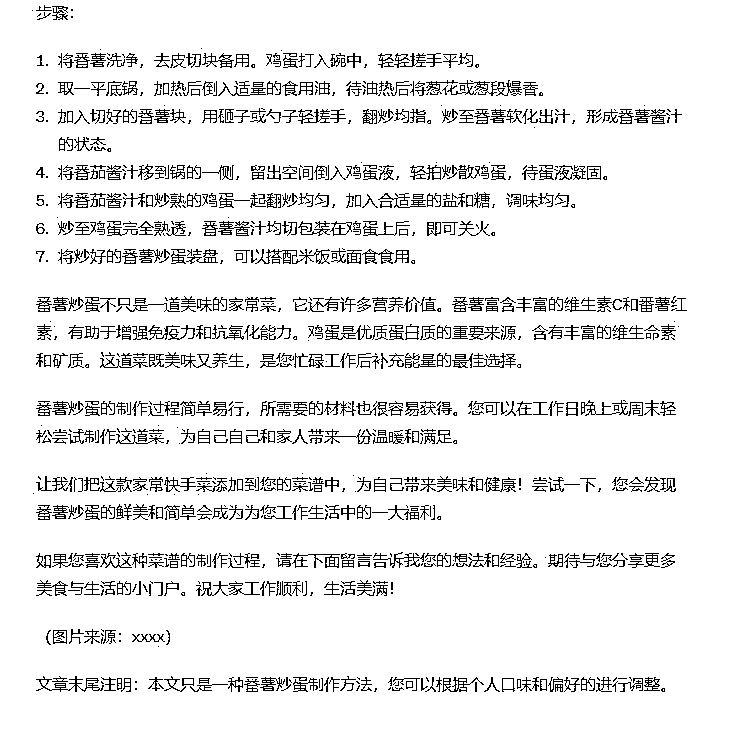 步骤：
1. 将番薯洗净，去皮切块备用。鸡蛋打入碗中，轻轻搓手平均。
2. 取一平底锅，加热后倒入适量的食用油，待油热后将葱花或葱段爆香。
3. 加入切好的番薯块，用砸子或勺子轻搓手，翻炒均指。炒至番薯软化出汁，形成番薯酱汁
的状态。
4. 将番茄酱汁移到锅的一侧，留出空间倒入鸡蛋液，轻拍炒散鸡蛋，待蛋液凝固。
5. 将番茄酱汁和炒熟的鸡蛋一起翻炒均匀，加入合适量的盐和糖，调味均匀。
6. 炒至鸡蛋完全熟透，番薯酱汁均切包装在鸡蛋上后，即可关火。
7. 将炒好的番薯炒蛋装盘，可以搭配米饭或面食食用。
番薯炒蛋不只是一道美味的家常菜，它还有许多营养价值。番薯富含丰富的维生素C和番薯红
素，有助于增强免疫力和抗氧化能力。鸡蛋是优质蛋白质的重要来源，含有丰富的维生命素
和矿质。这道菜既美味又养生，是您忙碌工作后补充能量的最佳选择。
番薯炒蛋的制作过程简单易行，所需要的材料也很容易获得。您可以在工作日晚上或周末轻
松尝试制作这道菜，为自己自己和家人带来一份温暖和满足。
让我们把这款家常快手菜添加到您的菜谱中，为自己带来美味和健康！尝试一下，您会发现
番薯炒蛋的鲜美和简单会成为为您工作生活中的一大福利。
如果您喜欢这种菜谱的制作过程，请在下面留言告诉我您的想法和经验。期待与您分享更多
美食与生活的小门户。祝大家工作顺利，生活美满！
（图片来源：xxxx）
文章末尾注明：本文只是一种番薯炒蛋制作方法，您可以根据个人口味和偏好的进行调整。